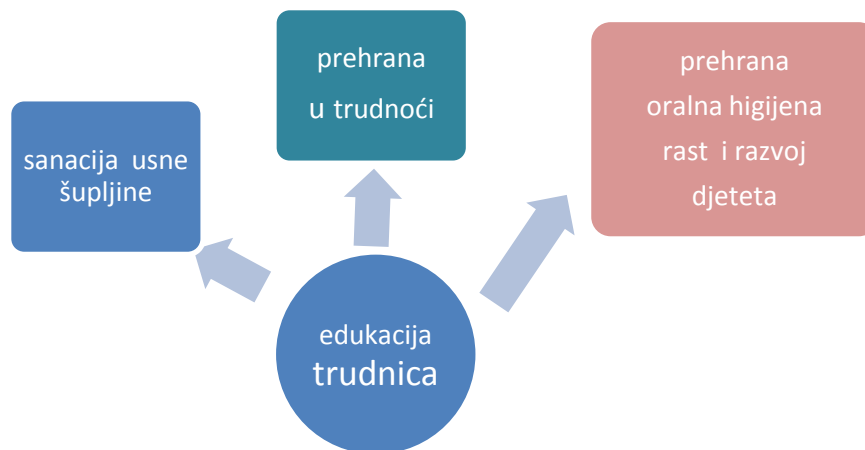 sanacija usne
šupljine
prehrana
u trudnoći
prehrana
oralna higijena
rast i razvoj
djeteta
edukacija
trudnica